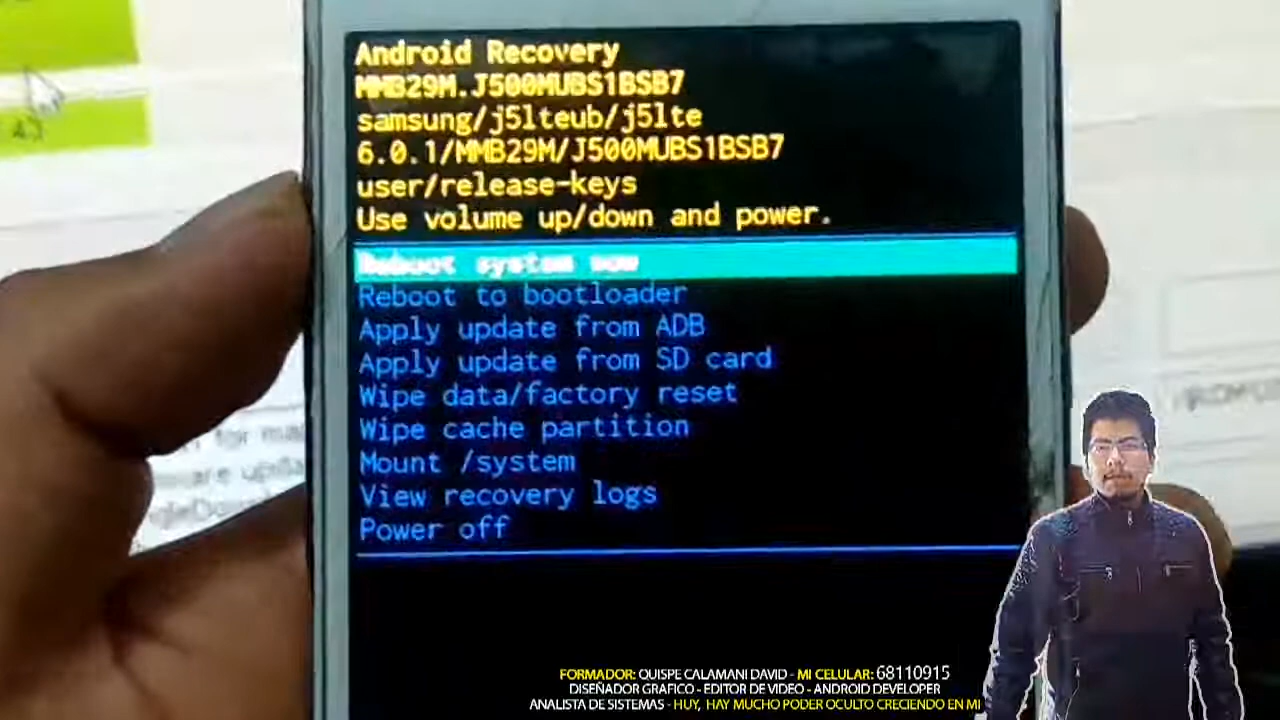 Android Recovery
MMB29M.J500MUBS1BSB7
samsung/j5lteub/j5lte
6.0.1/MMB29M/J500MUBS1BSB7
user/release-keys
Use volume up/down and power.
Reboot system now
Reboot to bootloader
Apply update from ADB
Apply update from SD card
Wipe data/factory reset
Wipe cache partition
Mount /system
View recovery logs
Power off
for
FORMADOR: QUISPE CALAMANI DAVID - MI CELULAR: 68110915
DISEÑADOR GRAFICO - EDITOR DE VIDEO - ANDROID DEVELOPER
ANALISTA DE SISTEMAS - HUY, HAY MUCHO PODER OCULTO CRECIENDO EN MI